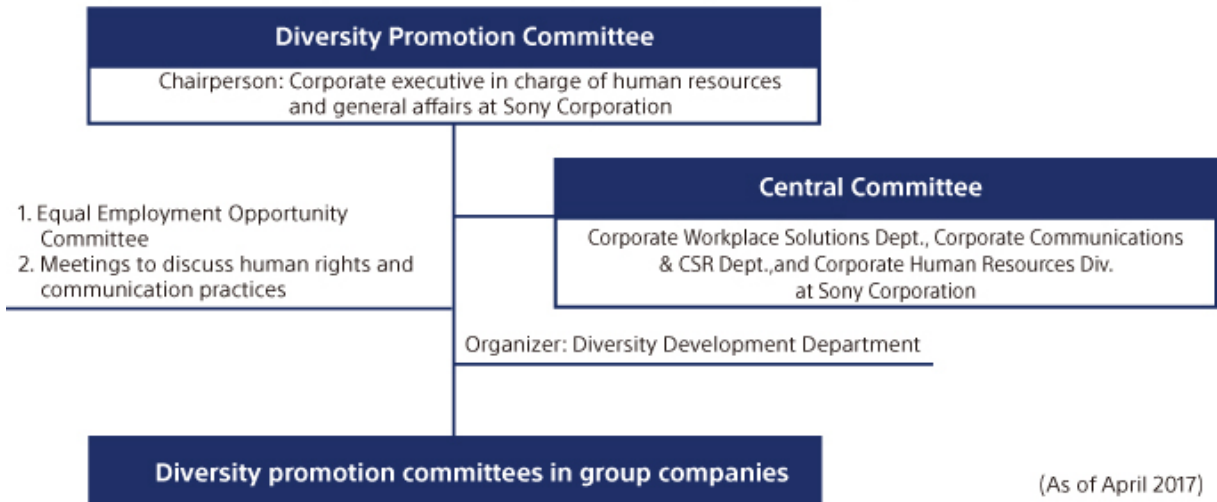 Diversity Promotion Committee
Chairperson: Corporate executive in charge of human resources
and general affairs at Sony Corporation
Central Committee
Corporate Workplace Solutions Dept., Corporate Communications
& CSR Dept.,and Corporate Human Resources Div.
at Sony Corporation
1. Equal Employment Opportunity
Committee
2. Meetings to discuss human rights and
communication practices
Organizer: Diversity Development Department
Diversity promotion committees in group companies
(As of April 2017)